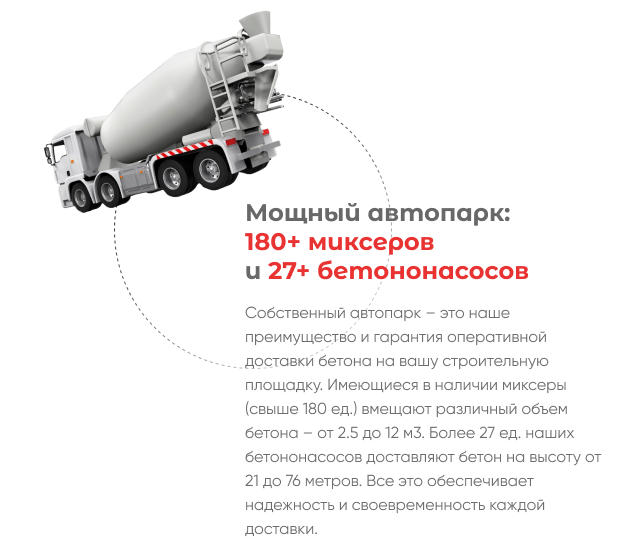 Мощный автопарк:
180+ миксеров
и 27+ бетононасосов
Собственный автопарк – это наше
преимущество и гарантия оперативной
доставки бетона на вашу строительную
площадку. Имеющиеся в наличии миксеры
(свыше 180 ед.) вмещают различный объем
бетона – от 2.5 до 12 м3. Более 27 ед. наших
бетононасосов доставляют бетон на высоту от
21 до 76 метров. Все это обеспечивает
надежность и своевременность каждой
доставки.